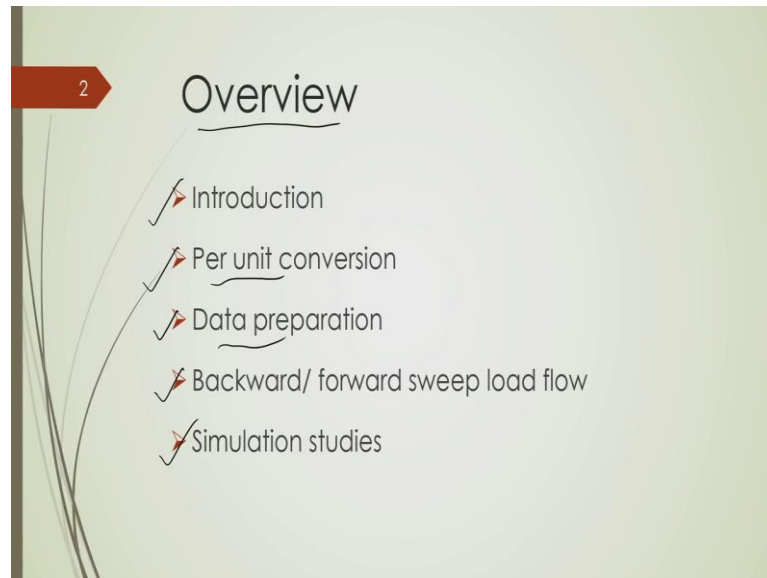 2
Overview
Introduction
Per unit conversion
Data preparation
Backward/ forward sweep load flow
Simulation studies